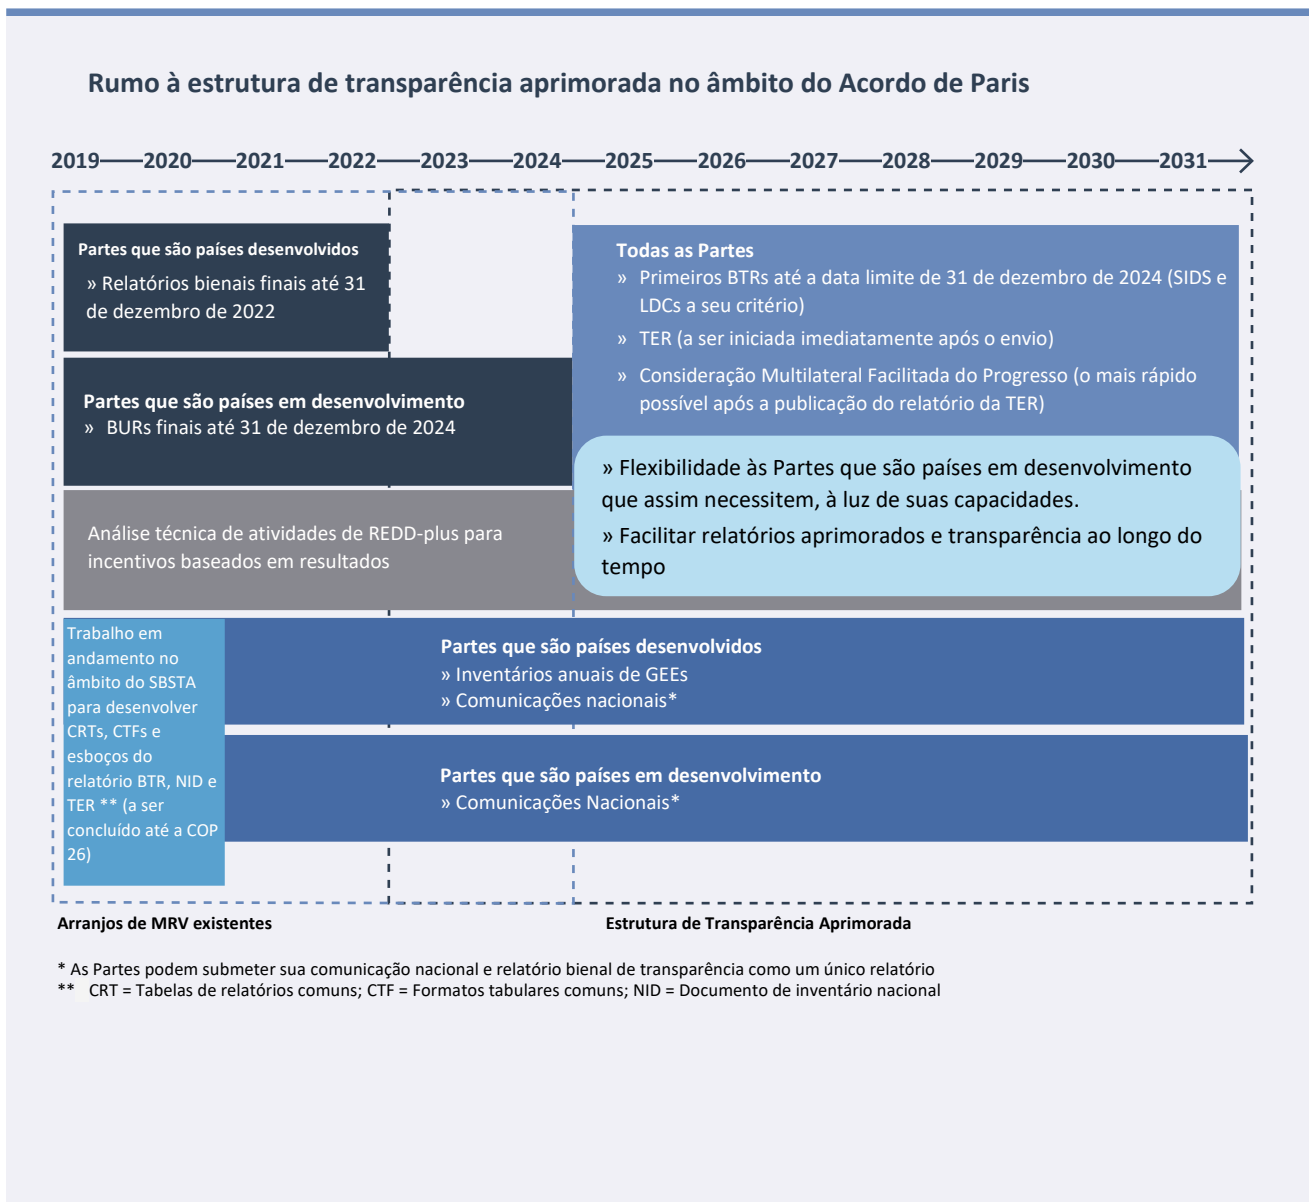 Rumo à estrutura de transparência aprimorada no âmbito do Acordo de Paris
2019 2020 2021 2022 2023 2024 2025 2026 2027 2028 2029 2030 2031
Partes que são países desenvolvidos
» Relatórios bienais finais até 31
de dezembro de 2022
Partes que são países em desenvolvimento
» BURs finais até 31 de dezembro de 2024
Todas as Partes
» Primeiros BTRs até a data limite de 31 de dezembro de 2024 (SIDS e
LDCs a seu critério)
» TER (a ser iniciada imediatamente após o envio)
» Consideração Multilateral Facilitada do Progresso (o mais rápido
possível após a publicação do relatório da TER)
» Flexibilidade às Partes que são países em desenvolvimento
que assim necessitem, à luz de suas capacidades.
» Facilitar relatórios aprimorados e transparência ao longo do
tempo
Análise técnica de atividades de REDD-plus para
incentivos baseados em resultados
Trabalho em
andamento no
âmbito do SBSTA
para desenvolver
CRTs, CTFs e
esboços do
relatório BTR, NID e
TER ** (a ser
concluído até a COP
26)
Partes que são países desenvolvidos
» Inventários anuais de GEEs
» Comunicações nacionais*
Partes que são países em desenvolvimento
» Comunicações Nacionais*
Arranjos de MRV existentes
Estrutura de Transparência Aprimorada
* As Partes podem submeter sua comunicação nacional e relatório bienal de transparência como um único relatório
** CRT = Tabelas de relatórios comuns; CTF = Formatos tabulares comuns; NID = Documento de inventário nacional